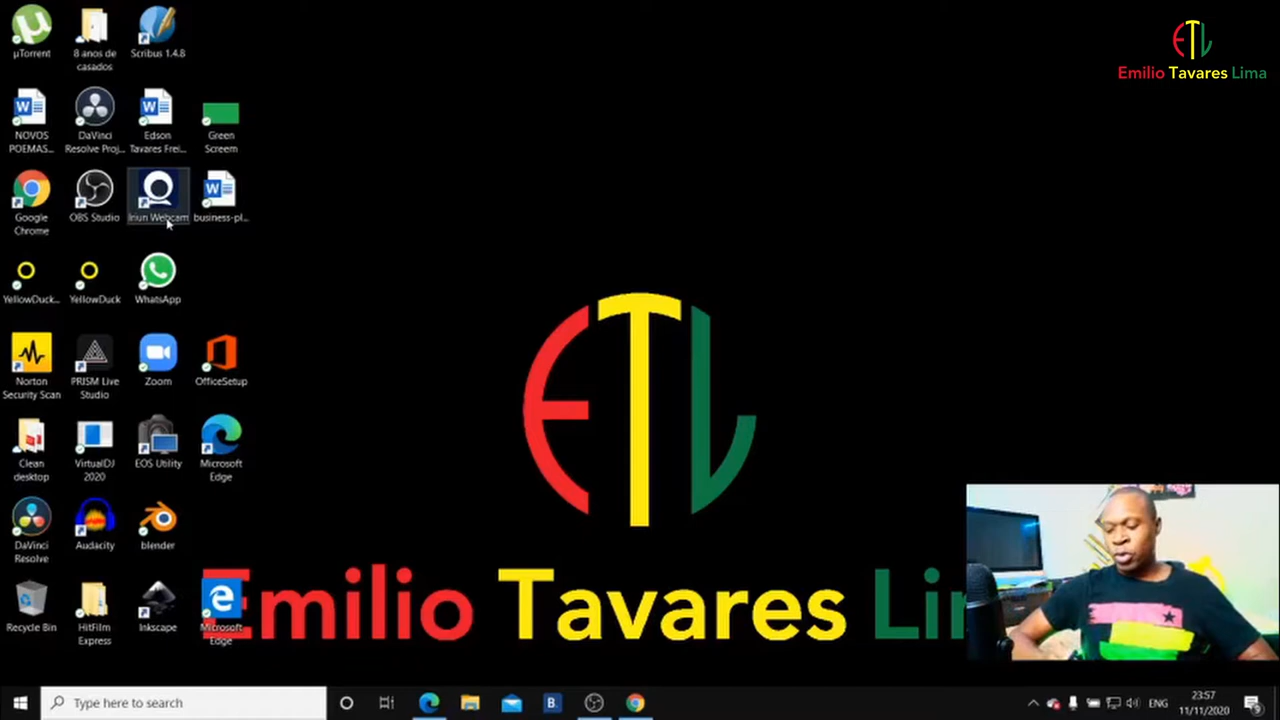 ETL
Emilio Tavares Lima
µTorrent
8 anos de
casados
Scribus 1.4.8
NOVOS
POEMAS...
DaVinci
Resolve Proj...
Edson
Tavares Frei...
Green
Screem
Google
Chrome
OBS Studio
Iriun Webcam
business-pl...
YellowDuck...
YellowDuck
WhatsApp
Norton
Security Scan
PRISM Live
Studio
Zoom
OfficeSetup
Clean
desktop
VirtualDJ
2020
EOS Utility
Microsoft
Edge
DaVinci
Resolve
Audacity
blender
Recycle Bin
HitFilm
Express
Inkscape
Microsoft
Edge
ETL
Emilio Tavares Li
Type here to search
ENG
23:57
11/11/2020